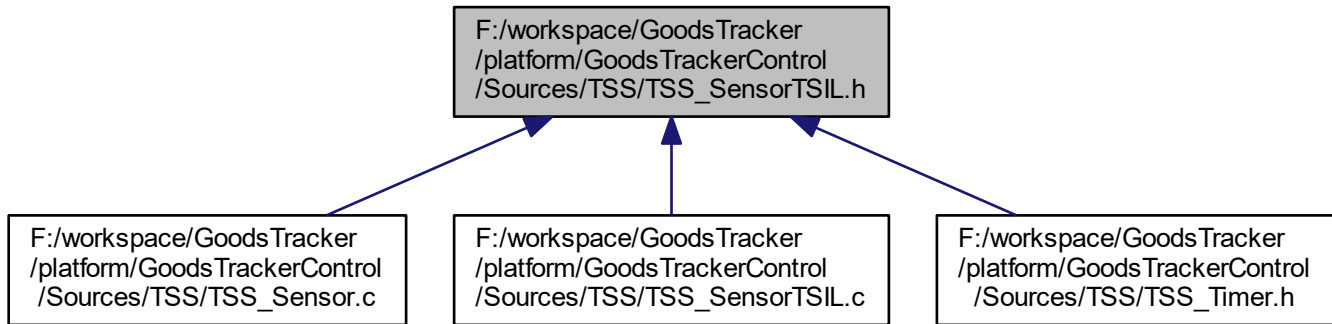 F:/workspace/GoodsTracker
/platform/GoodsTrackerControl
/Sources/TSS/TSS_SensorTSIL.h
F:/workspace/GoodsTracker
/platform/GoodsTrackerControl
/Sources/TSS/TSS_Sensor.c
F:/workspace/GoodsTracker
/platform/GoodsTrackerControl
/Sources/TSS/TSS_SensorTSIL.c
F:/workspace/GoodsTracker
/platform/GoodsTrackerControl
/Sources/TSS/TSS_Timer.h